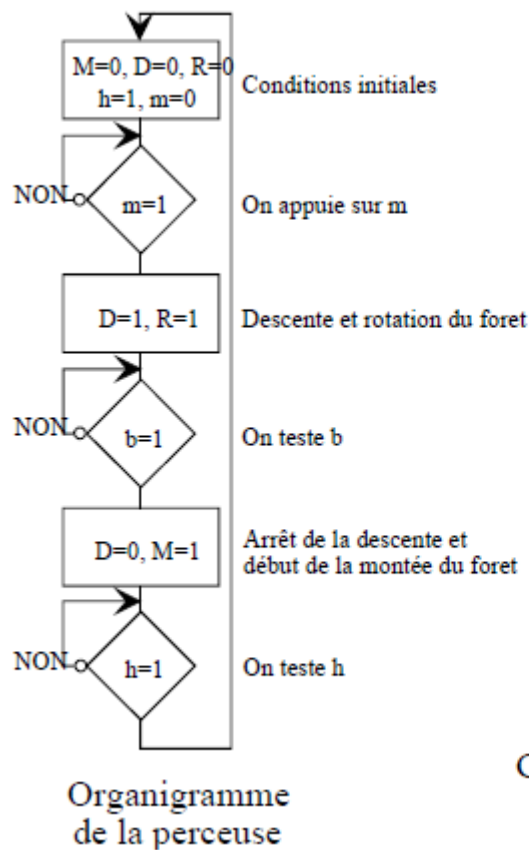 M=0, D=0, R=0
h=1, m=0
Conditions initiales
NON
m=1
On appuie sur m
D=1, R=1
Descente et rotation du foret
NON
b=1
On teste b
D=0, M=1
Arrêt de la descente et
début de la montée du foret
NON
h=1
On teste h
Organigramme
de la perceuse